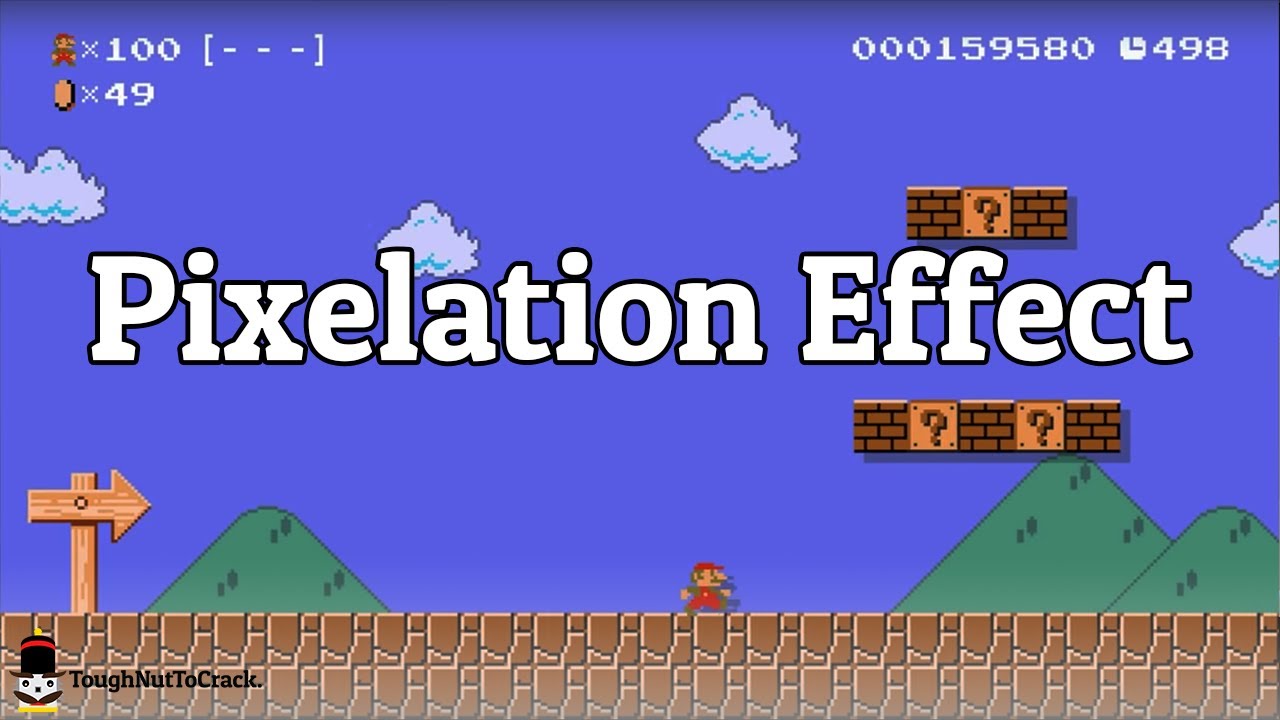 ×100 [- - -]
000159580 498
×49
?
Pixelation Effect
? ?
ToughNutToCrack.